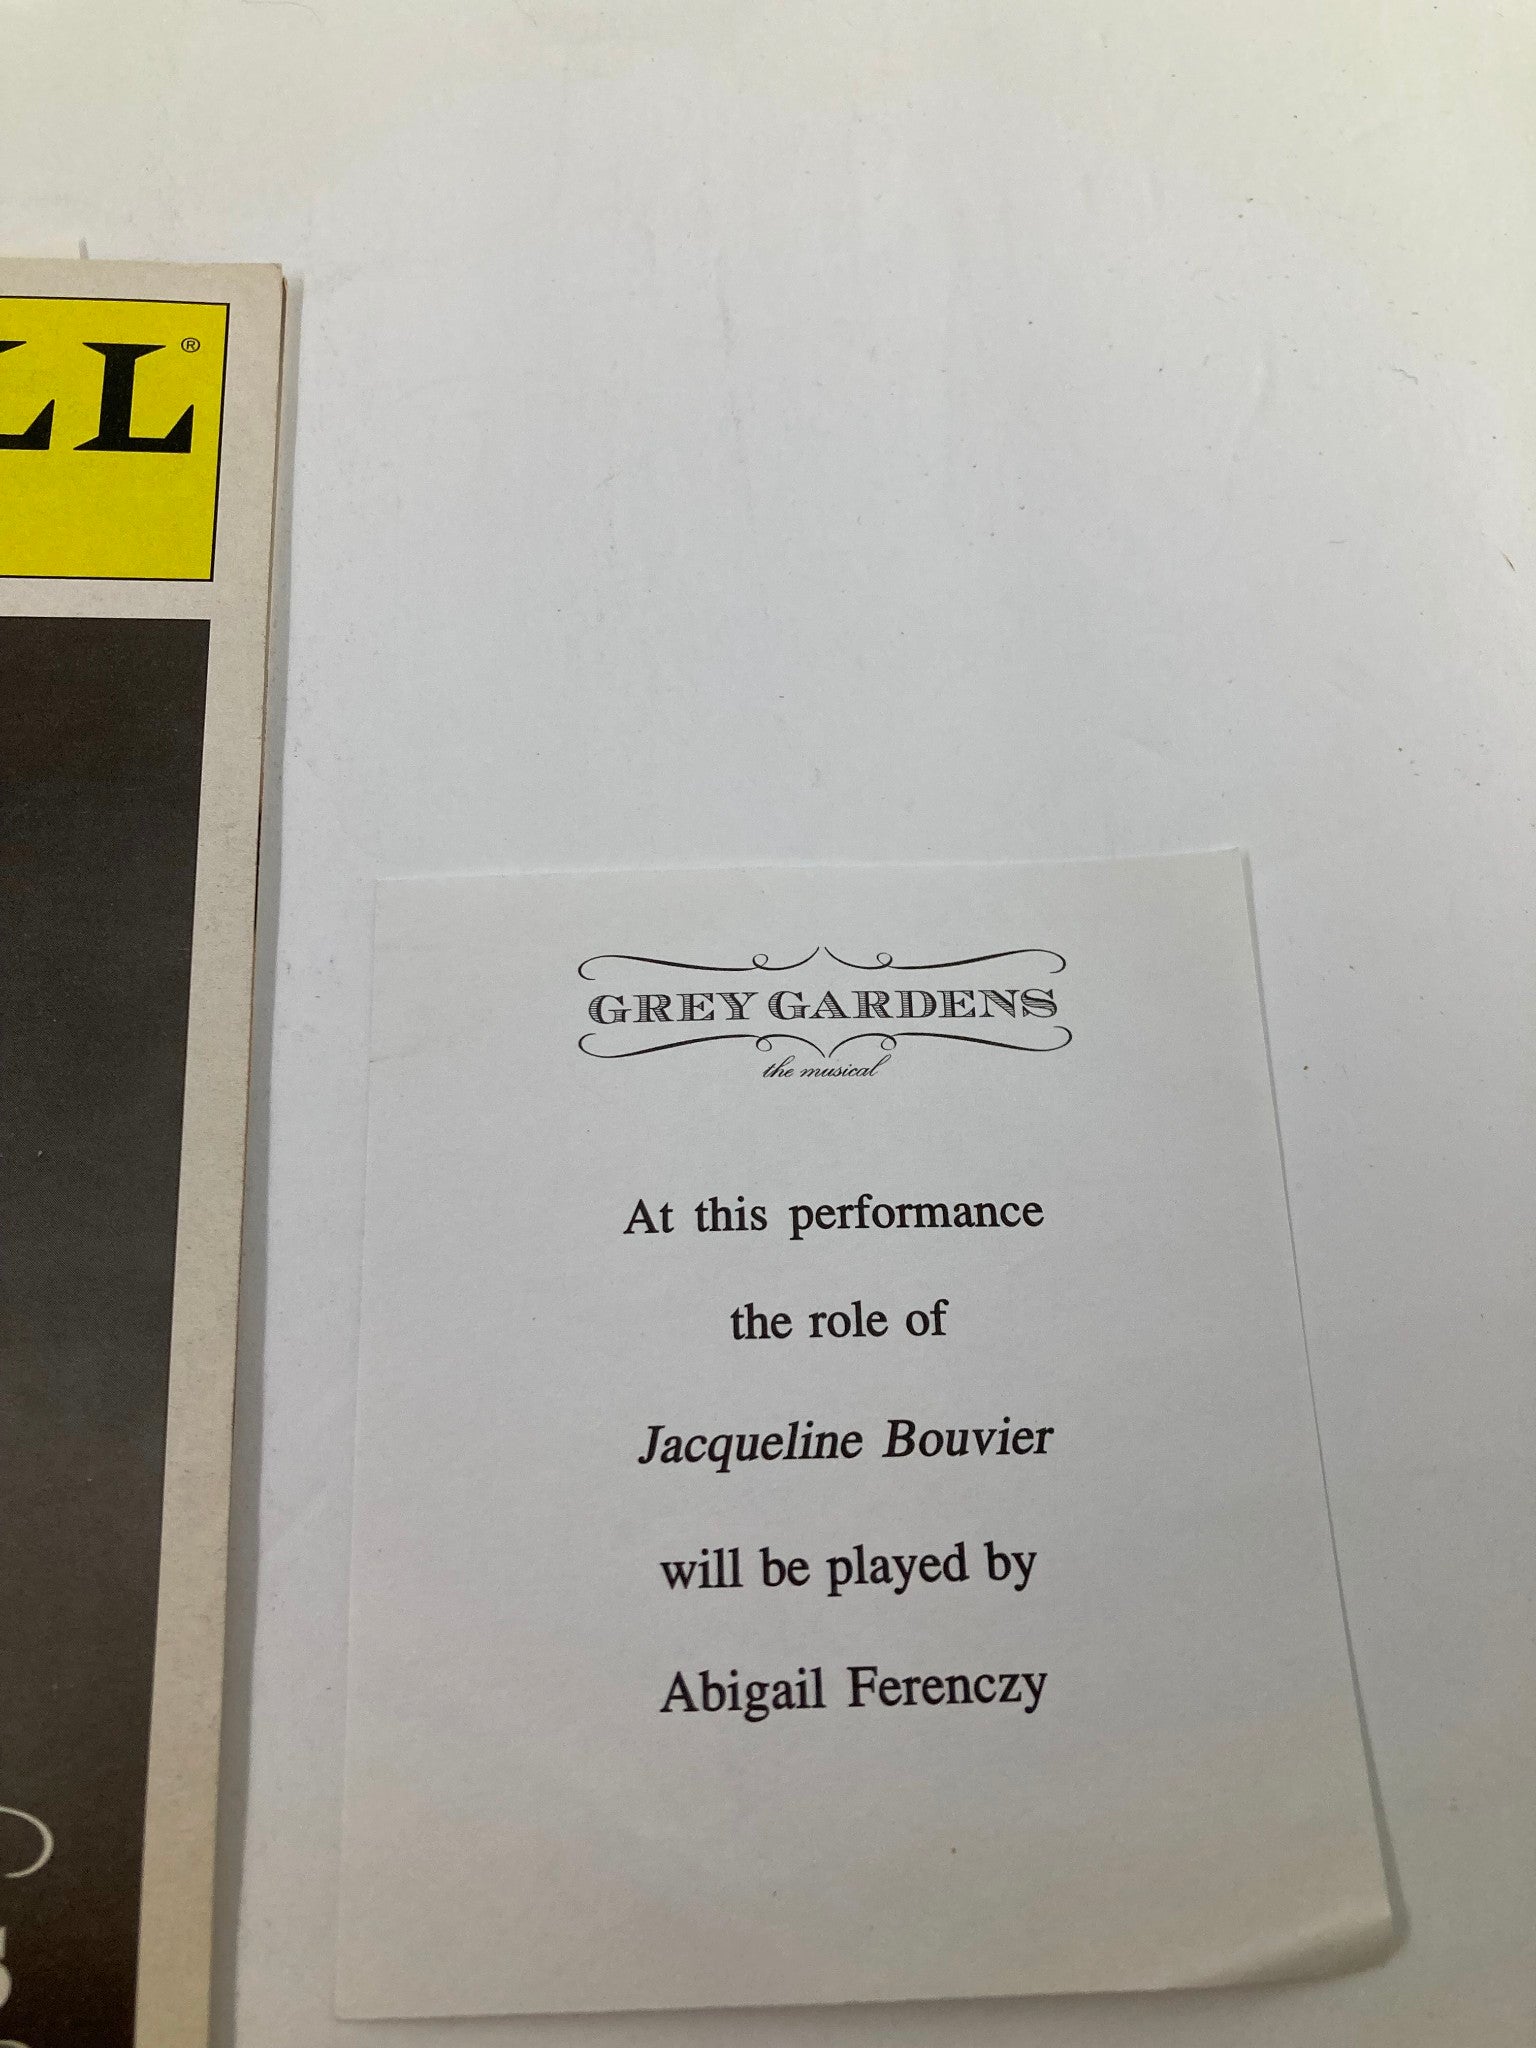 LL®
GREY GARDENS
the musical
At this performance
the role of
Jacqueline Bouvier
will be played by
Abigail Ferenczy